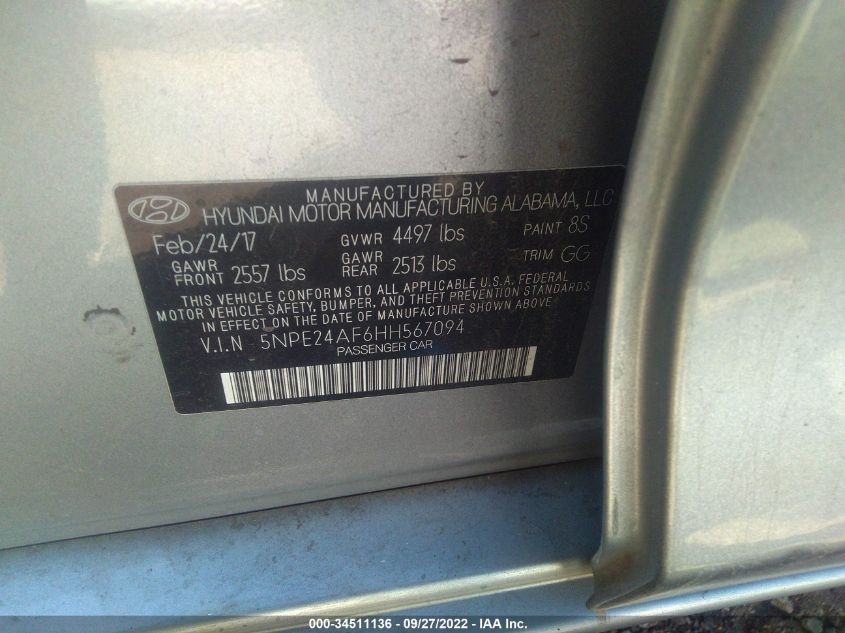 MANUFACTURED BY
HYUNDAI MOTOR MANUFACTURING ALABAMA, LLC
Feb/24/17 GVWR 4497 lbs PAINT 8S
GAWR FRONT 2557 lbs GAWR REAR 2513 lbs TRIM GG
THIS VEHICLE CONFORMS TO ALL APPLICABLE U.S.A. FEDERAL
MOTOR VEHICLE SAFETY, BUMPER, AND THEFT PREVENTION STANDARDS
IN EFFECT ON THE DATE OF MANUFACTURE SHOWN ABOVE
V.I.N 5NPE24AF6HH567094
PASSENGER CAR
000-34511136 - 09/27/2022 - IAA Inc.